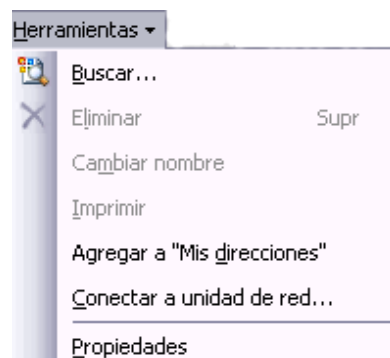 Herramientas
Buscar...
Eliminar Supr
Cambiar nombre
Imprimir
Agregar a "Mis direcciones"
Conectar a unidad de red...
Propiedades